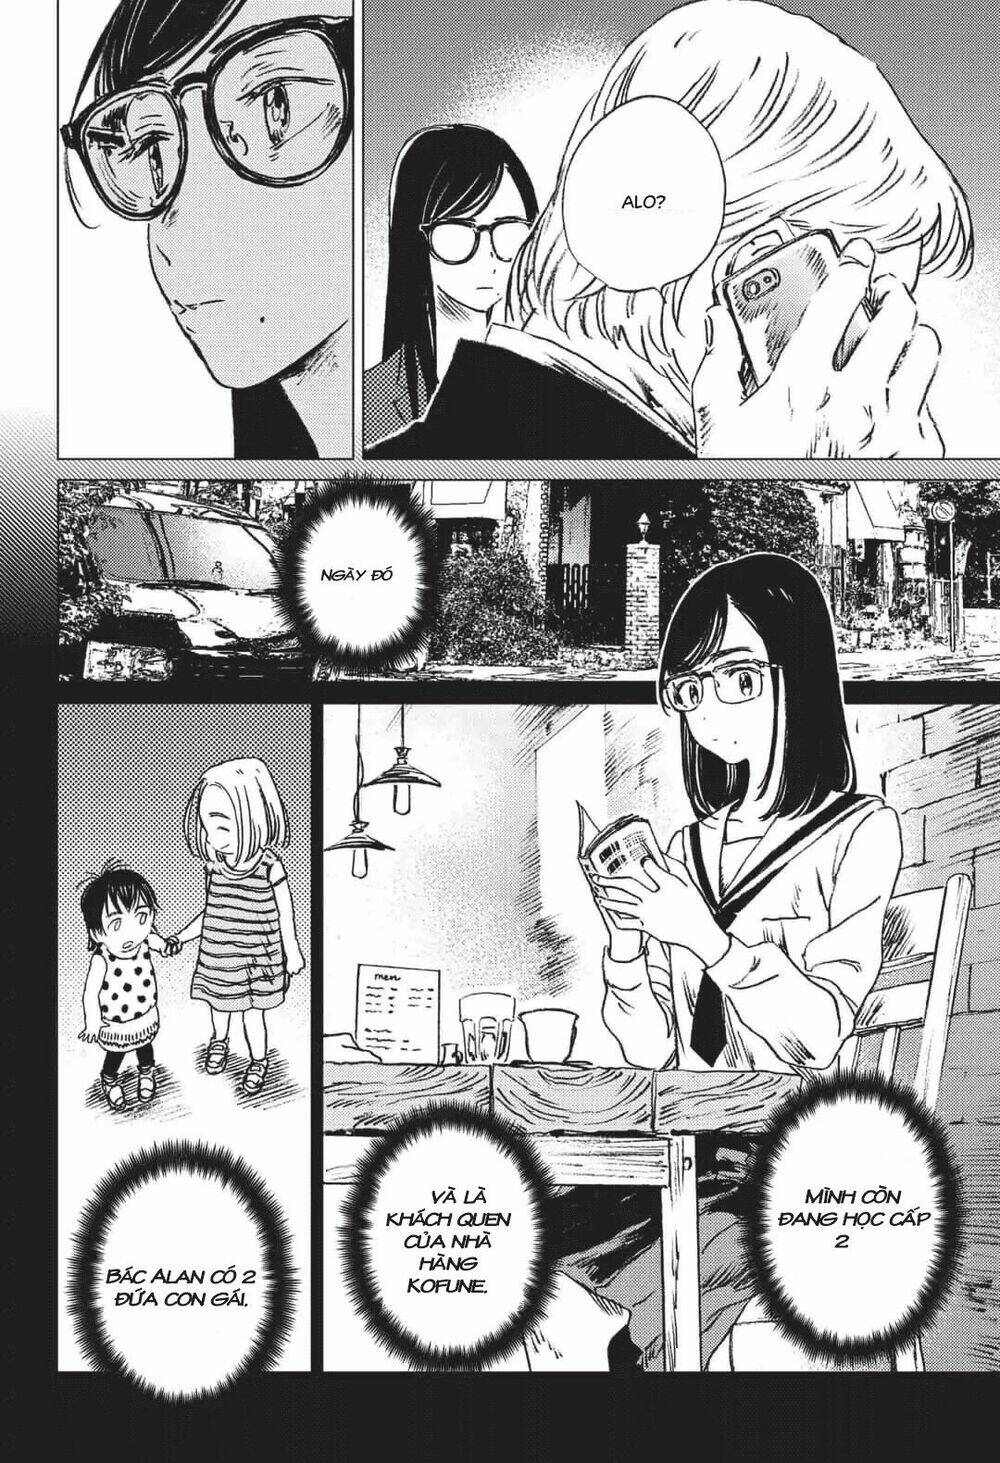 ALO?
NGÀY ĐÓ
MÌNH CÒN
ĐANG HỌC CẤP
2
VÀ LÀ
KHÁCH QUEN
CỦA NHÀ
HÀNG
KOFUNE.
BÁC ALAN CÓ 2
ĐỨA CON GÁI.
menu